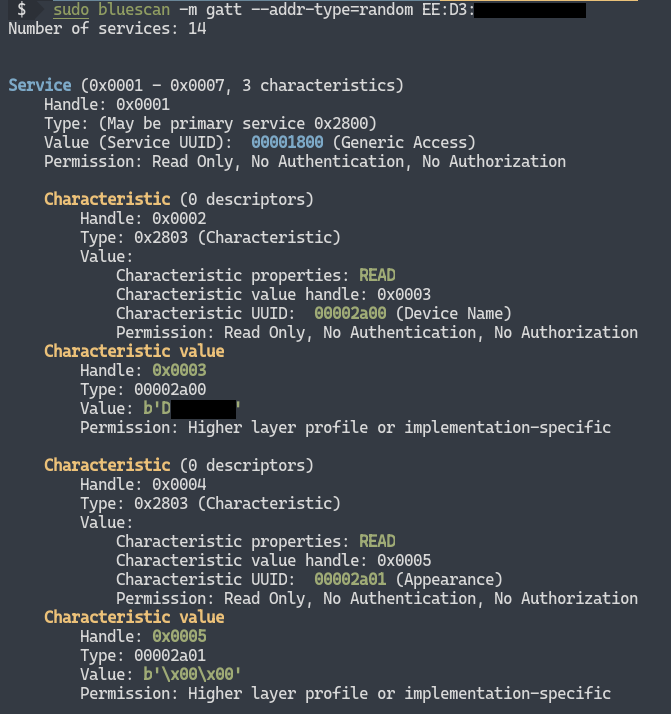 $ sudo bluescan -m gatt --addr-type=random EE:D3:
Number of services: 14
Service (0x0001 - 0x0007, 3 characteristics)
Handle: 0x0001
Type: (May be primary service 0x2800)
Value (Service UUID): 00001800 (Generic Access)
Permission: Read Only, No Authentication, No Authorization
Characteristic (0 descriptors)
Handle: 0x0002
Type: 0x2803 (Characteristic)
Value:
Characteristic properties: READ
Characteristic value handle: 0x0003
Characteristic UUID: 00002a00 (Device Name)
Permission: Read Only, No Authentication, No Authorization
Characteristic value
Handle: 0x0003
Type: 00002a00
Value: b'D '
Permission: Higher layer profile or implementation-specific
Characteristic (0 descriptors)
Handle: 0x0004
Type: 0x2803 (Characteristic)
Value:
Characteristic properties: READ
Characteristic value handle: 0x0005
Characteristic UUID: 00002a01 (Appearance)
Permission: Read Only, No Authentication, No Authorization
Characteristic value
Handle: 0x0005
Type: 00002a01
Value: b'\x00\x00'
Permission: Higher layer profile or implementation-specific